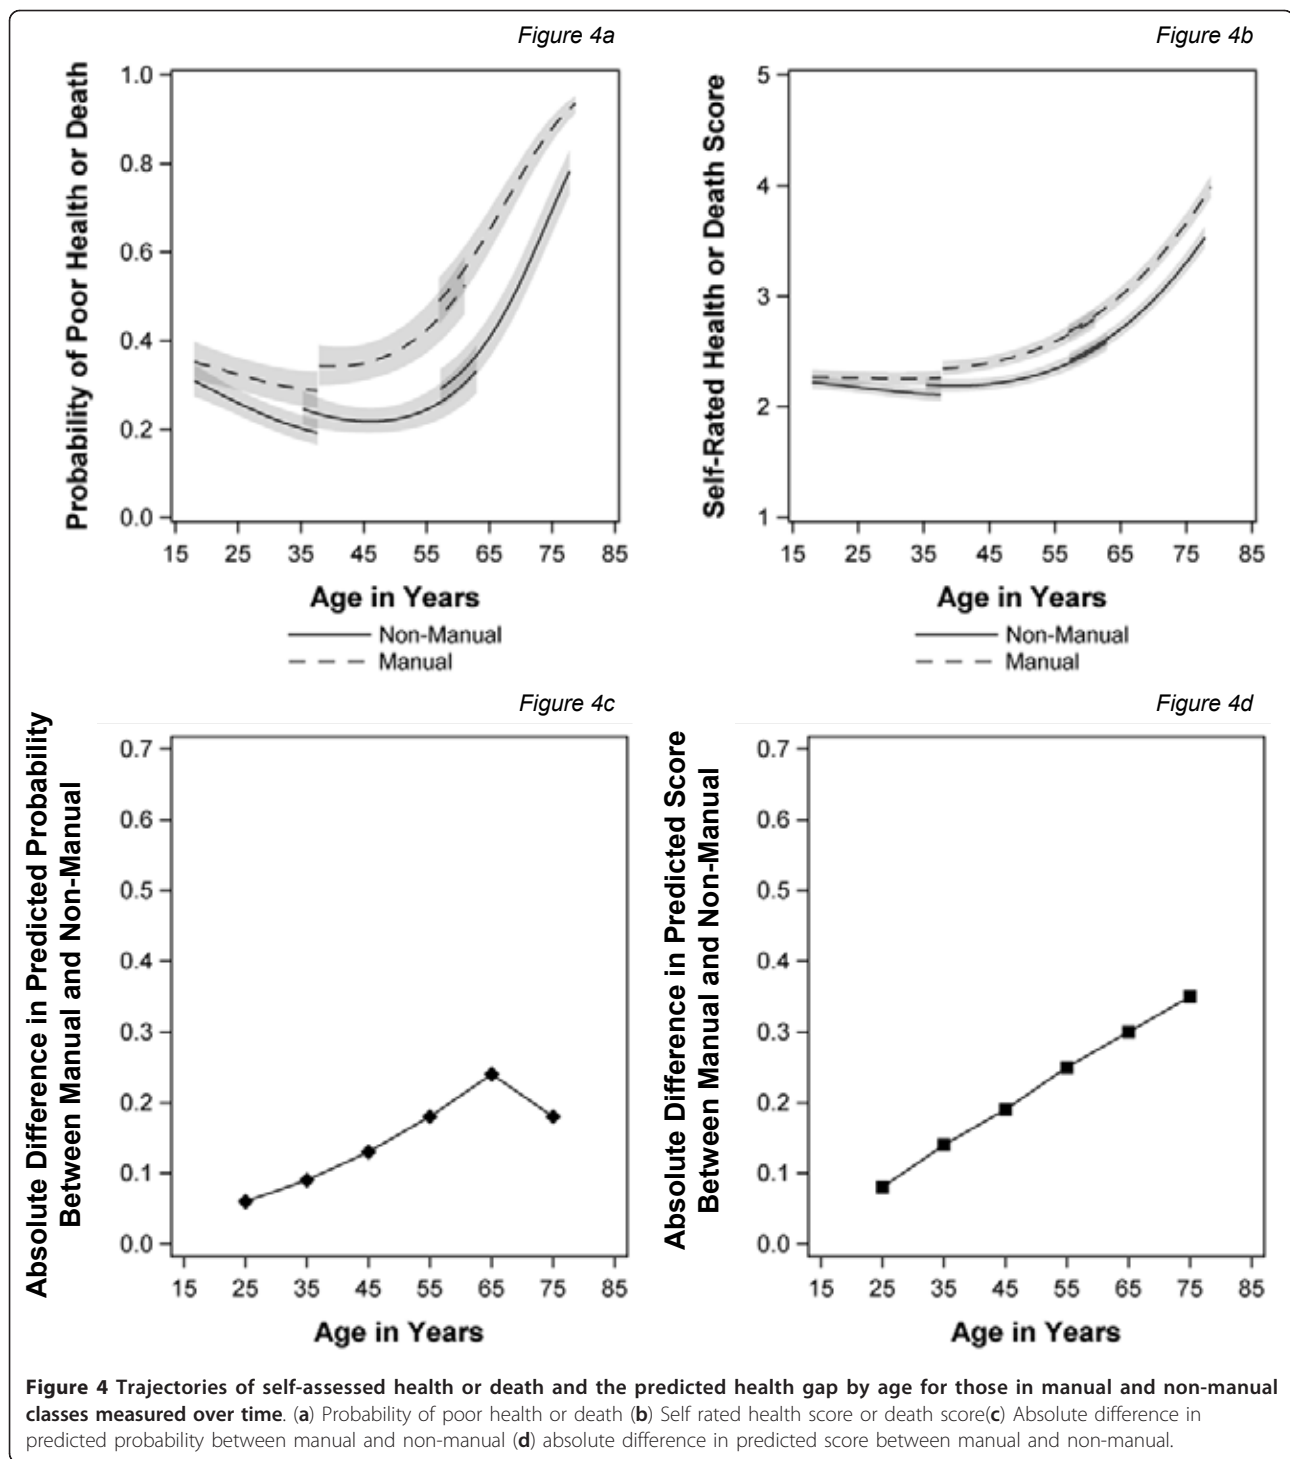 Figure 4a
Probability of Poor Health or Death
1.0
0.8
0.6
0.4
0.2
0.0
15 25 35 45 55 65 75 85
Age in Years
Non-Manual
Manual
Figure 4b
Self-Rated Health or Death Score
5
4
3
2
1
15 25 35 45 55 65 75 85
Age in Years
Non-Manual
Manual
Figure 4c
Absolute Difference in Predicted Probability
Between Manual and Non-Manual
0.7
0.6
0.5
0.4
0.3
0.2
0.1
0.0
15 25 35 45 55 65 75 85
Age in Years
Figure 4d
Absolute Difference in Predicted Score
Between Manual and Non-Manual
0.7
0.6
0.5
0.4
0.3
0.2
0.1
0.0
15 25 35 45 55 65 75 85
Age in Years
Figure 4 Trajectories of self-assessed health or death and the predicted health gap by age for those in manual and non-manual
classes measured over time. (a) Probability of poor health or death (b) Self rated health score or death score(c) Absolute difference in
predicted probability between manual and non-manual (d) absolute difference in predicted score between manual and non-manual.